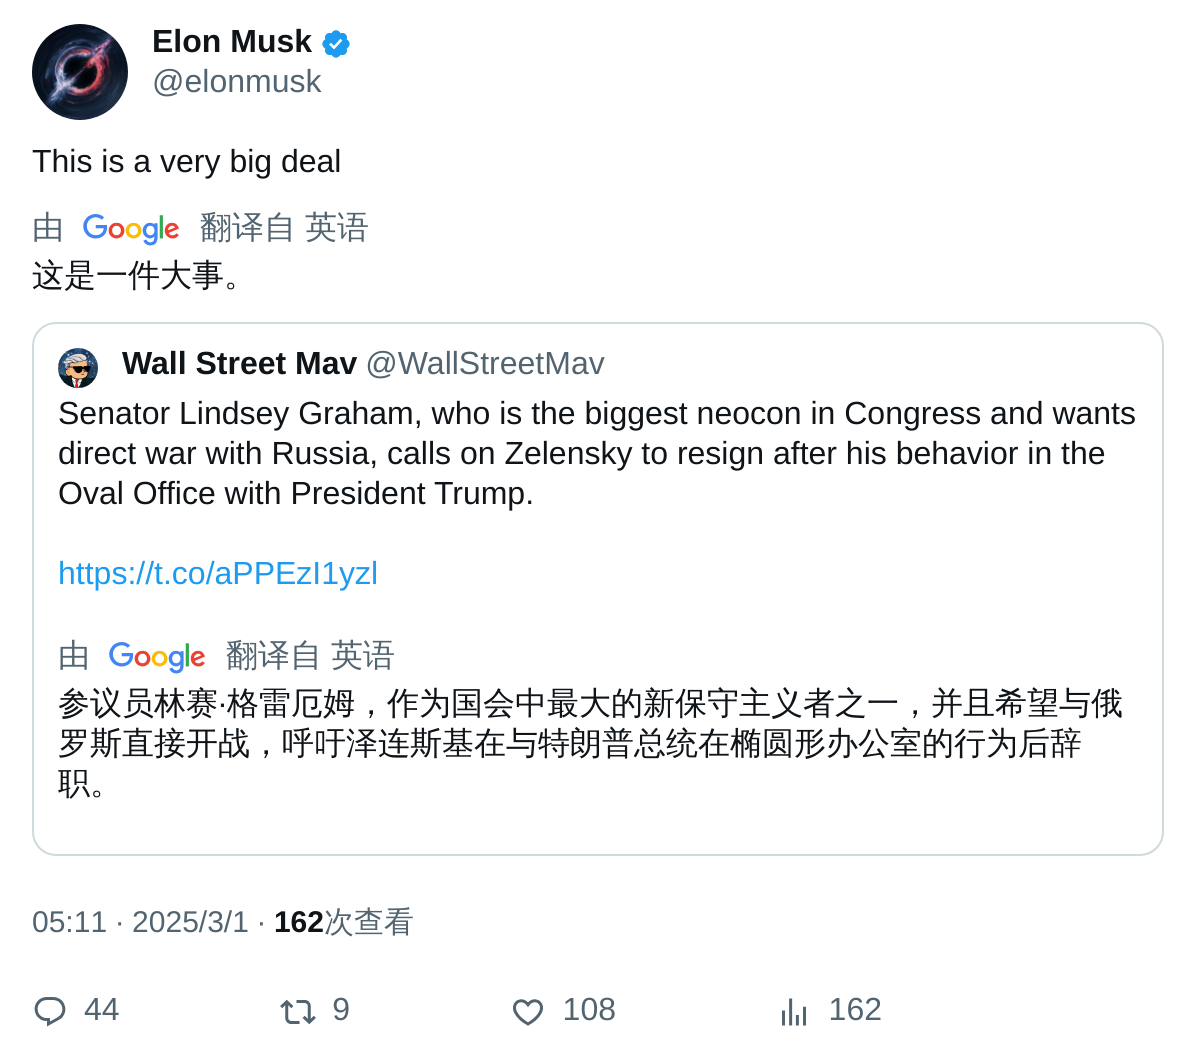 Elon Musk
@elonmusk
This is a very big deal
由 Google 翻译自 英语
这是一件大事。
Wall Street Mav @WallStreetMav
Senator Lindsey Graham, who is the biggest neocon in Congress and wants
direct war with Russia, calls on Zelensky to resign after his behavior in the
Oval Office with President Trump.
https://t.co/aPPEzI1yzl
由 Google 翻译自 英语
参议员林赛·格雷厄姆，作为国会中最大的新保守主义者之一，并且希望与俄
罗斯直接开战，呼吁泽连斯基在与特朗普总统在椭圆形办公室的行为后辞
职。
05:11 · 2025/3/1 · 162次查看
44 9 108 162